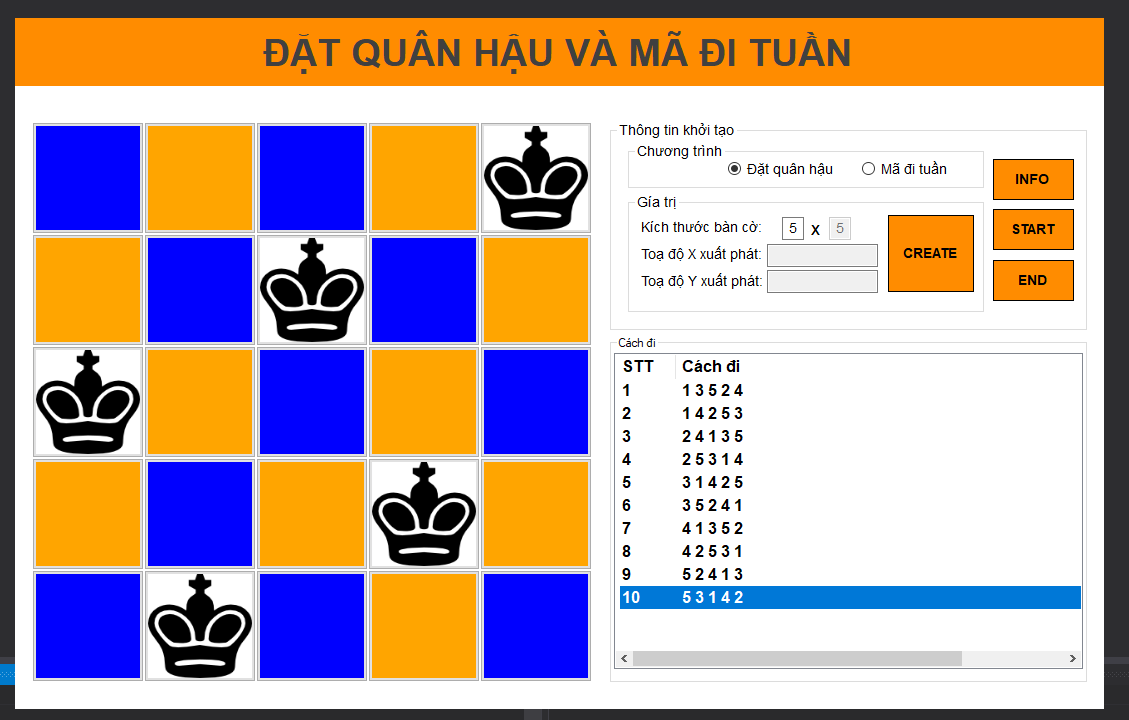 ĐẶT QUÂN HẬU VÀ MÃ ĐI TUẦN
Thông tin khởi tạo
Chương trình
Đặt quân hậu
Mã đi tuần
INFO
Gía trị
Kích thước bàn cờ: 5 X 5
START
Toạ độ X xuất phát:
CREATE
Toạ độ Y xuất phát:
END
Cách đi
STT Cách đi
1 1 3 5 2 4
2 1 4 2 5 3
3 2 4 1 3 5
4 2 5 3 1 4
5 3 1 4 2 5
6 3 5 2 4 1
7 4 1 3 5 2
8 4 2 5 3 1
9 5 2 4 1 3
10 5 3 1 4 2